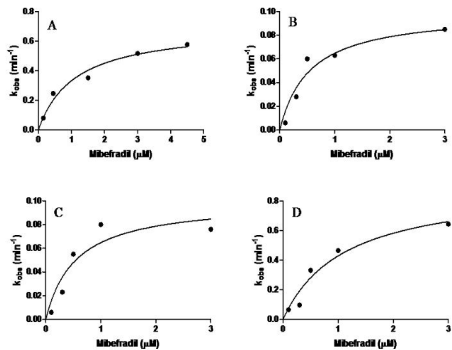 A
k_obs (min⁻¹)
0.8
0.6
0.4
0.2
0.0
0 1 2 3 4 5
Mibefradil (μM)
B
k_obs (min⁻¹)
0.10
0.08
0.06
0.04
0.02
0.00
0 1 2 3
Mibefradil (μM)
C
k_obs (min⁻¹)
0.10
0.08
0.06
0.04
0.02
0.00
0 1 2 3
Mibefradil (μM)
D
k_obs (min⁻¹)
0.8
0.6
0.4
0.2
0.0
0 1 2 3
Mibefradil (μM)